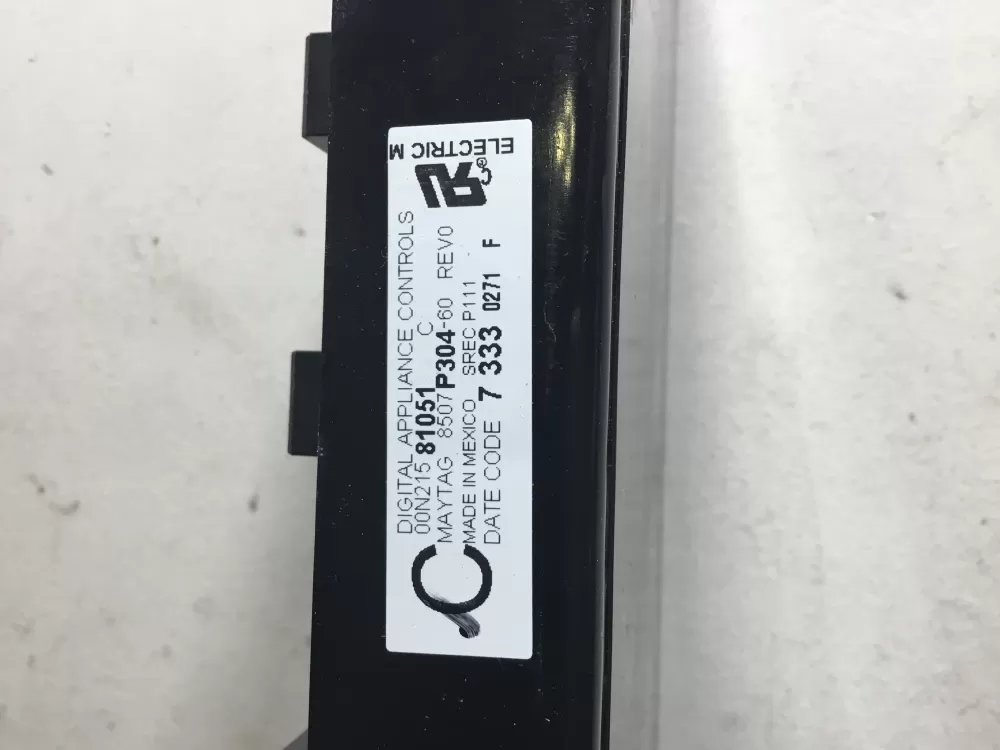 DIGITAL APPLIANCE CONTROLS
00N215 81051 C
MAYTAG 8507P304-60 REV0
MADE IN MEXICO SREC P111
DATE CODE 7 333 0271 F
C
ELECTRIC M